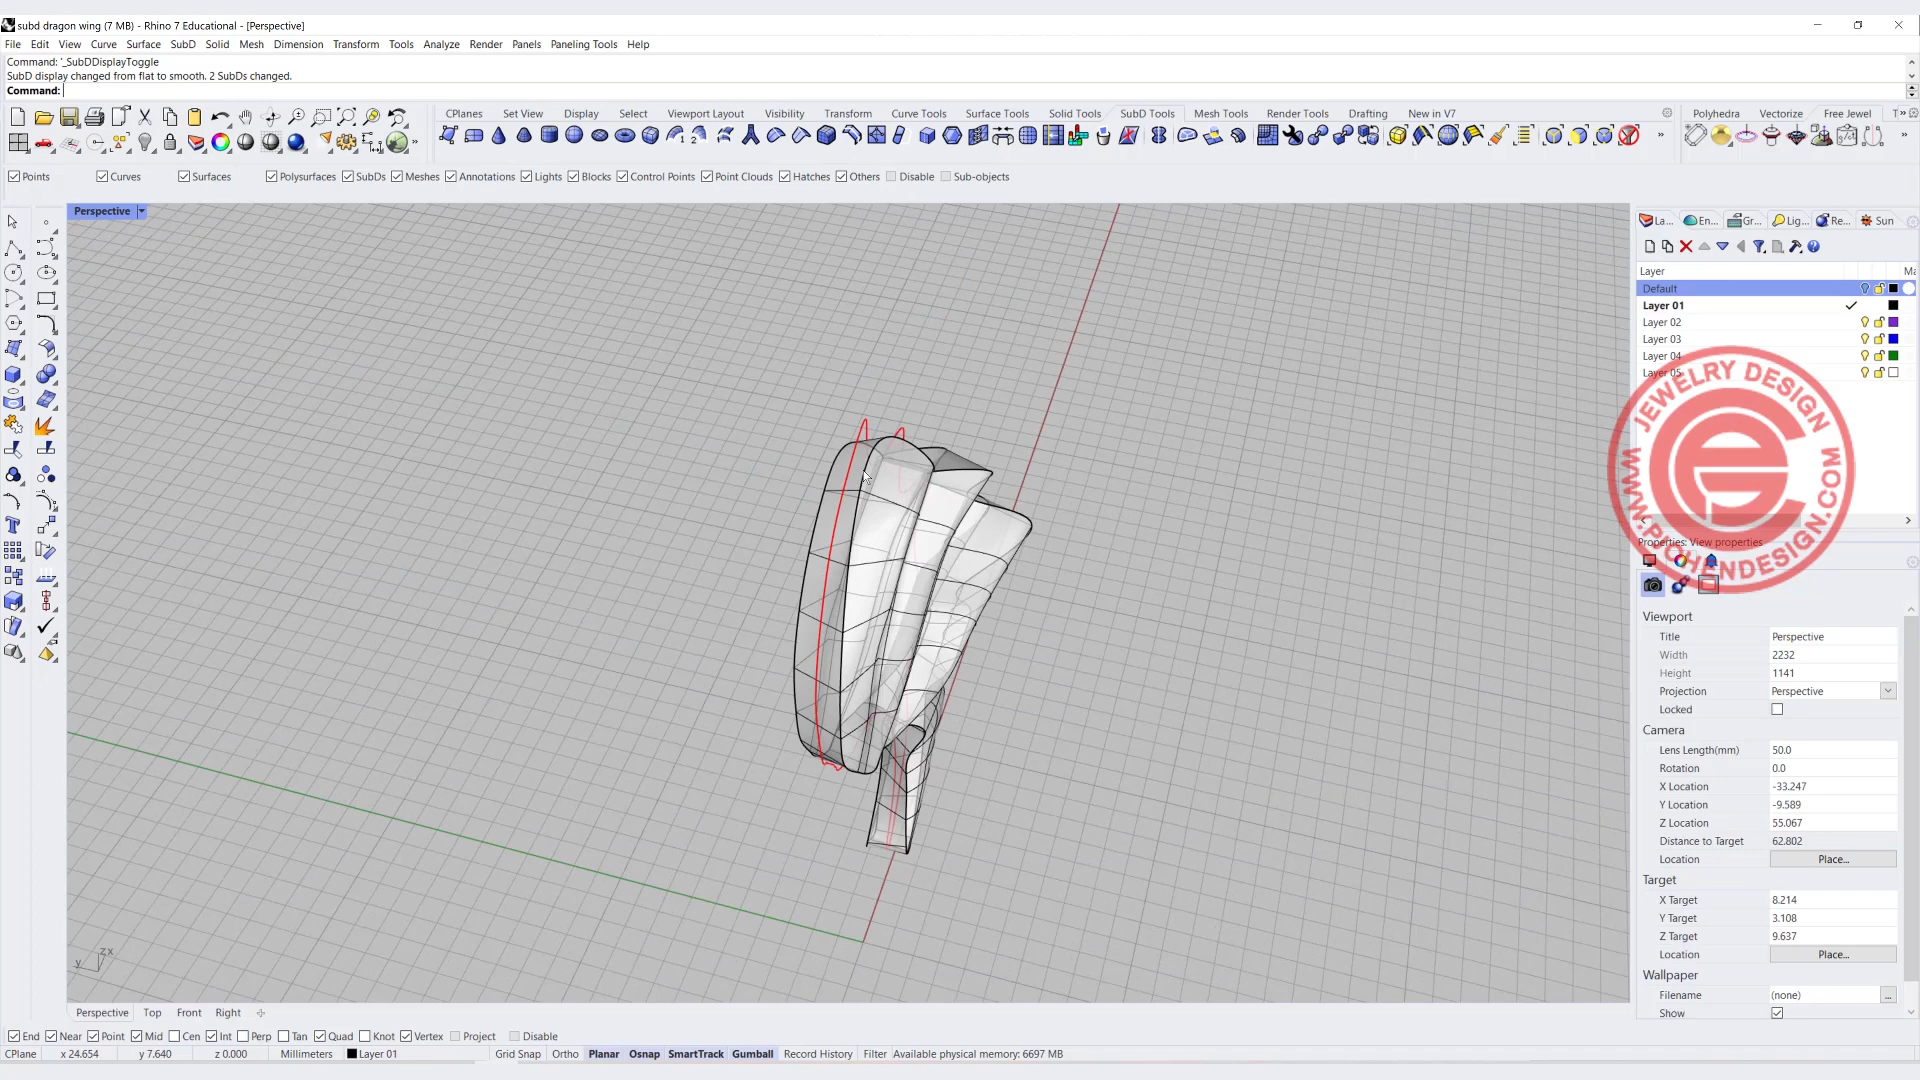 subd dragon wing (7 MB) - Rhino 7 Educational - [Perspective]
File Edit View Curve Surface SubD Solid Mesh Dimension Transform Tools Analyze Render Panels Paneling Tools Help
Command: '_SubDDisplayToggle
SubD display changed from flat to smooth. 2 SubDs changed.
Command:
CPlanes Set View Display Select Viewport Layout Visibility Transform Curve Tools Surface Tools Solid Tools SubD Tools Mesh Tools Render Tools Drafting New in V7
Polyhedra Vectorize Free Jewel T
Points Curves Surfaces Polysurfaces SubDs Meshes Annotations Lights Blocks Control Points Point Clouds Hatches Others Disable Sub-objects
Perspective
La... En... Gr... Lig... Re... Sun
Layer Ma
Default
Layer 01
Layer 02
Layer 03
Layer 04
Layer 05
JEWELRY DESIGN
WWW.PJCHENDESIGN.COM
Properties: View properties
Viewport
Title Perspective
Width 2232
Height 1141
Projection Perspective
Locked
Camera
Lens Length(mm) 50.0
Rotation 0.0
X Location -33.247
Y Location -9.589
Z Location 55.067
Distance to Target 62.802
Location Place...
Target
X Target 8.214
Y Target 3.108
Z Target 9.637
Location Place...
Wallpaper
Filename (none) ...
Show
y z x
Perspective Top Front Right
End Near Point Mid Cen Int Perp Tan Quad Knot Vertex Project Disable
CPlane x 24.654 y 7.640 z 0.000 Millimeters Layer 01 Grid Snap Ortho Planar Osnap SmartTrack Gumball Record History Filter Available physical memory: 6697 MB